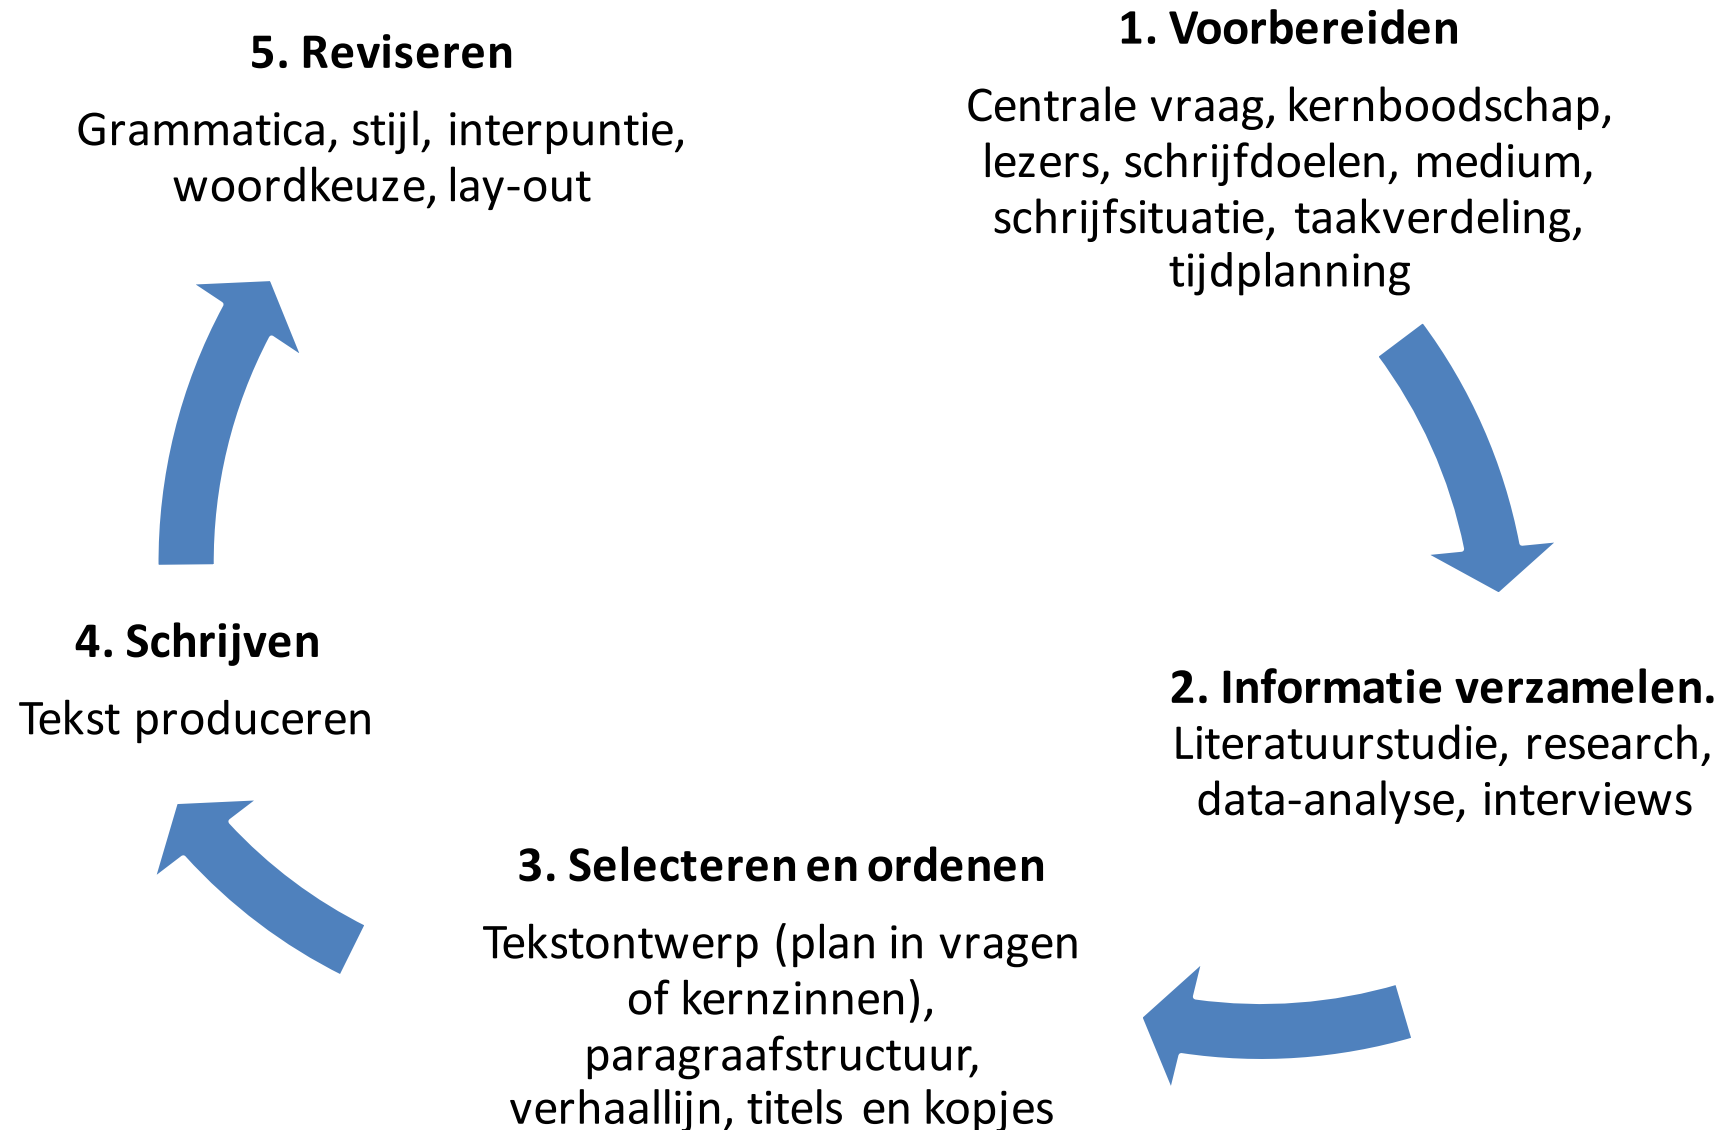 1. Voorbereiden
Centrale vraag, kernboodschap,
lezers, schrijfdoelen, medium,
schrijfsituatie, taakverdeling,
tijdplanning
2. Informatie verzamelen.
Literatuurstudie, research,
data-analyse, interviews
3. Selecteren en ordenen
Tekstontwerp (plan in vragen
of kernzinnen),
paragraafstructuur,
verhaallijn, titels en kopjes
4. Schrijven
Tekst produceren
5. Reviseren
Grammatica, stijl, interpuntie,
woordkeuze, lay-out